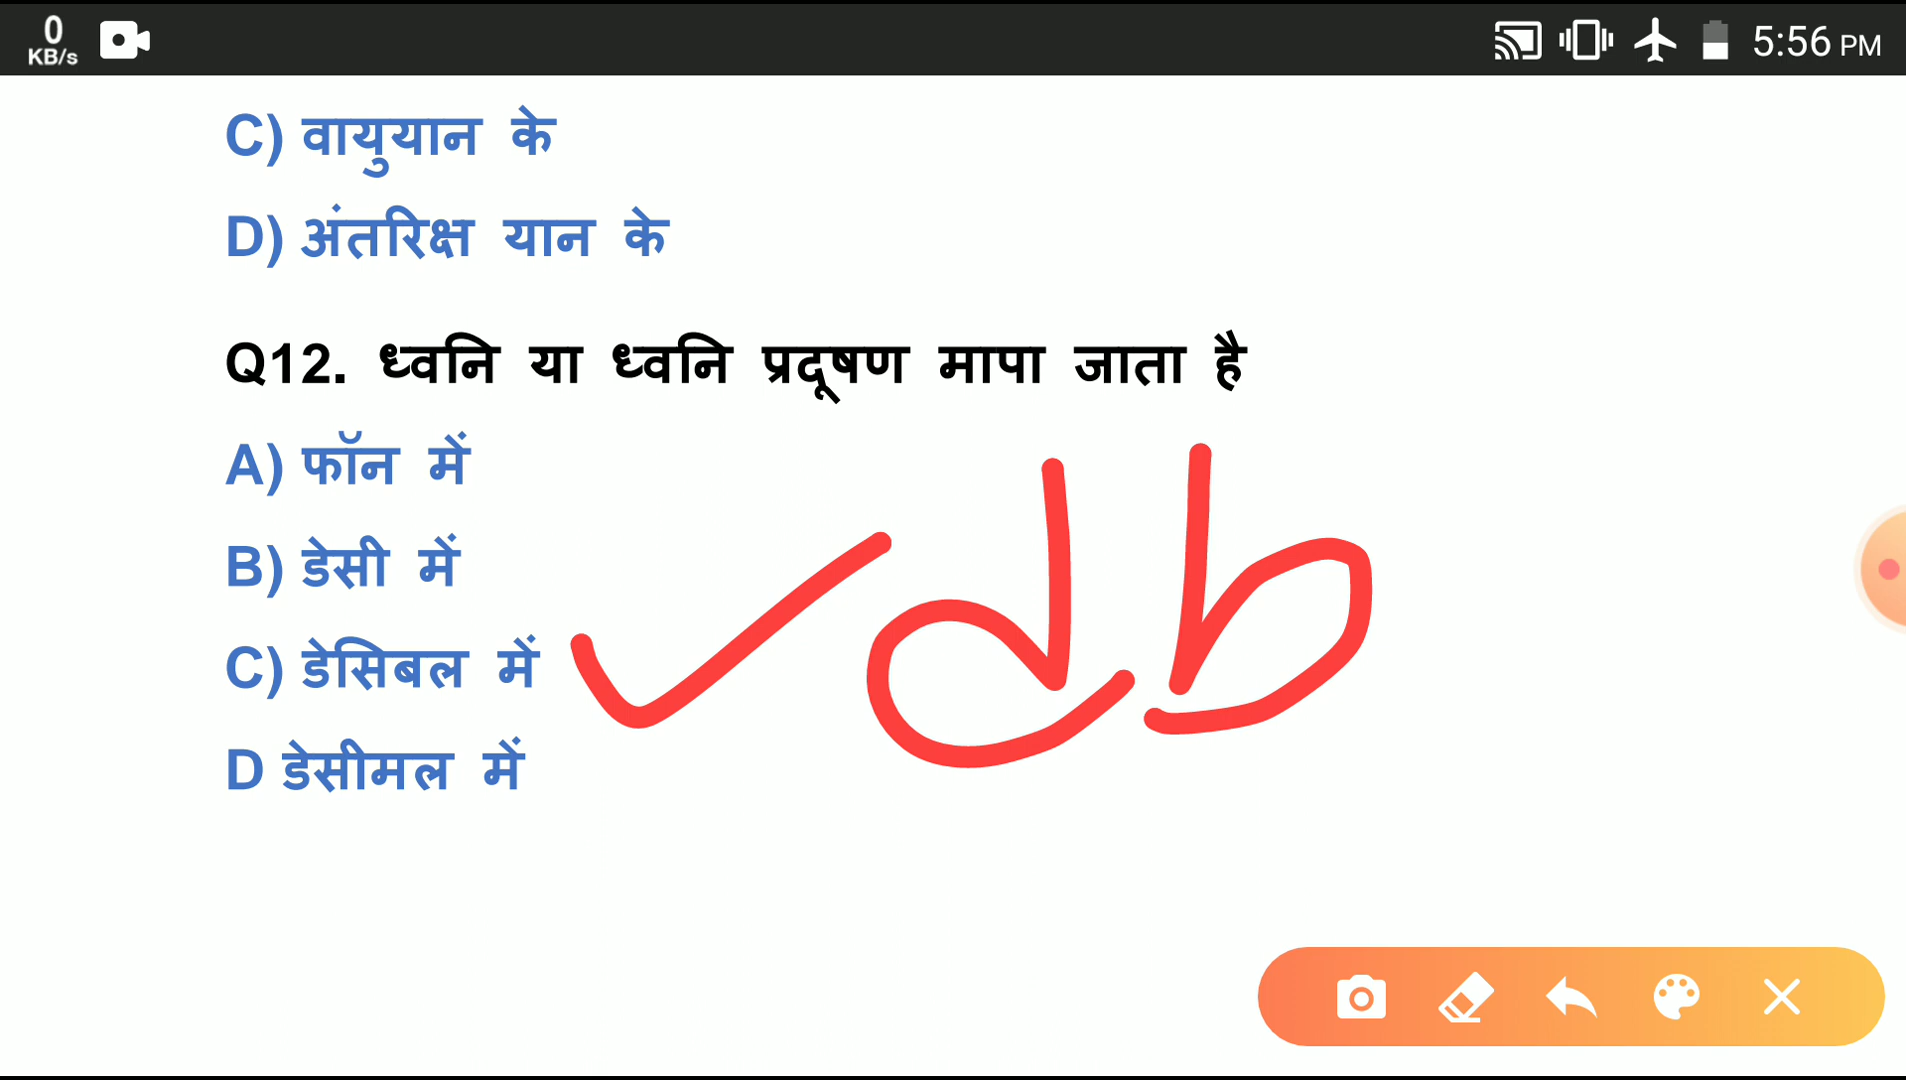 0
KB/s
5:56 PM
C) वायुयान के
D) अंतरिक्ष यान के
Q12. ध्वनि या ध्वनि प्रदूषण मापा जाता है
A) फॉन में
B) डेसी में
C) डेसिबल में
db
D डेसीमल में